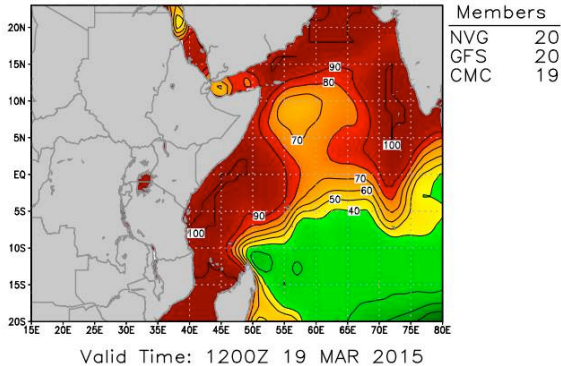 Members
NVG 20
GFS 20
CMC 19
20N
15N
10N
5N
EQ
5S
10S
15S
20S
90
80
70
100
70
60
50
40
90
100
15E 20E 25E 30E 35E 40E 45E 50E 55E 60E 65E 70E 75E 80E
Valid Time: 1200Z 19 MAR 2015